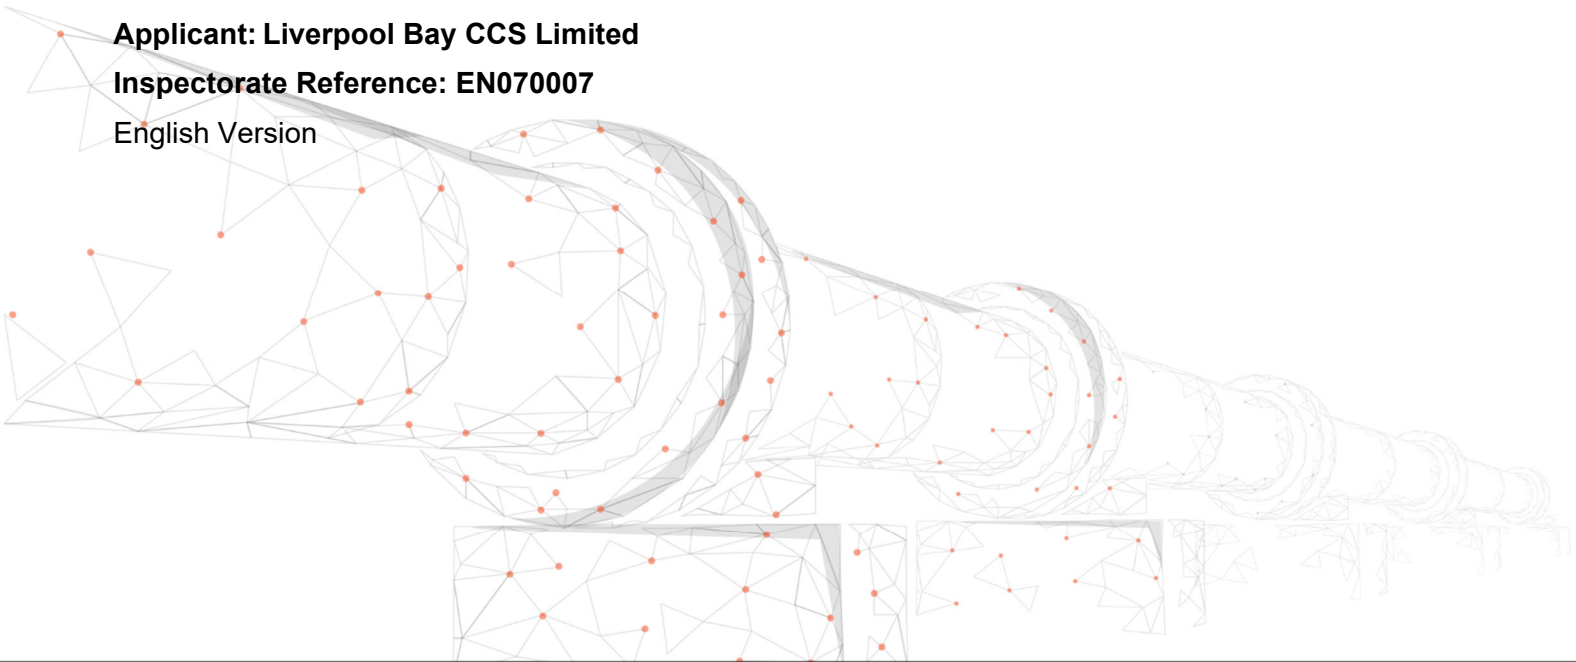 Applicant: Liverpool Bay CCS Limited
Inspectorate Reference: EN070007
English Version